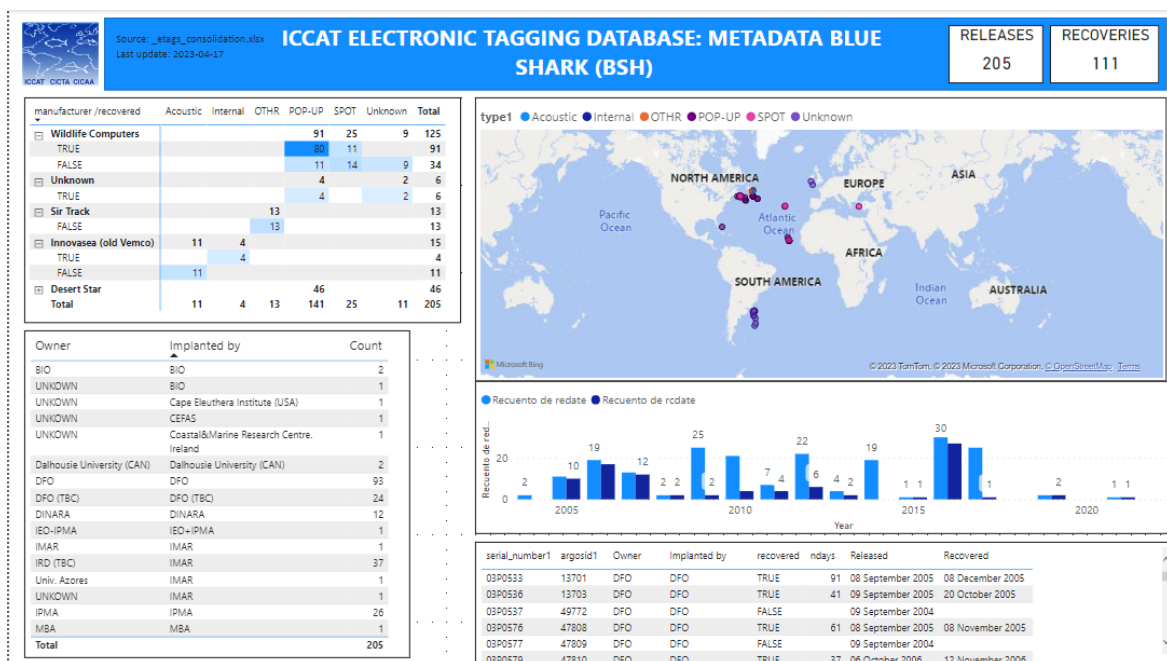 ICCAT CICTA CICAA
Source: _etags_consolidation.xlsx
Last update: 2023-04-17
ICCAT ELECTRONIC TAGGING DATABASE: METADATA BLUE
SHARK (BSH)
RELEASES
205
RECOVERIES
111
manufacturer /recovered Acoustic Internal OTHR POP-UP SPOT Unknown Total
Wildlife Computers 91 25 9 125
TRUE 80 11 91
FALSE 11 14 9 34
Unknown 4 2 6
TRUE 4 2 6
Sir Track 13 13
FALSE 13 13
Innovasea (old Vemco) 11 4 15
TRUE 4 4
FALSE 11 11
Desert Star 46 46
Total 11 4 13 141 25 11 205
type1 Acoustic Internal OTHR POP-UP SPOT Unknown
NORTH AMERICA
EUROPE
ASIA
Pacific
Ocean
Atlantic
Ocean
AFRICA
SOUTH AMERICA
Indian
Ocean
AUSTRALIA
Microsoft Bing
© 2023 TomTom, © 2023 Microsoft Corporation, © OpenStreetMap Terms
Owner Implanted by Count
BIO BIO 2
UNKOWN BIO 1
UNKOWN Cape Eleuthera Institute (USA) 1
UNKOWN CEFAS 1
UNKOWN Coastal&Marine Research Centre. 1
Ireland
Dalhousie University (CAN) Dalhousie University (CAN) 2
DFO DFO 93
DFO (TBC) DFO (TBC) 24
DINARA DINARA 12
IEO-IPMA IEO+IPMA 1
IMAR IMAR 1
IRD (TBC) IMAR 37
Univ. Azores IMAR 1
UNKOWN IMAR 1
IPMA IPMA 26
MBA MBA 1
Total 205
Recuento de redate Recuento de rcdate
Recuento de red...
20
0
2 10 19 12 2 2 25 2 7 4 22 6 4 2 19 1 1 30 1 2 1 1
2005 2010 2015 2020
Year
serial_number1 argosid1 Owner Implanted by recovered ndays Released Recovered
03P0533 13701 DFO DFO TRUE 91 08 September 2005 08 December 2005
03P0536 13703 DFO DFO TRUE 41 09 September 2005 20 October 2005
03P0537 49772 DFO DFO FALSE 09 September 2004
03P0576 47808 DFO DFO TRUE 61 08 September 2005 08 November 2005
03P0577 47809 DFO DFO FALSE 09 September 2004
03P0579 47810 DFO DFO TRUE 37 06 October 2006 12 November 2006